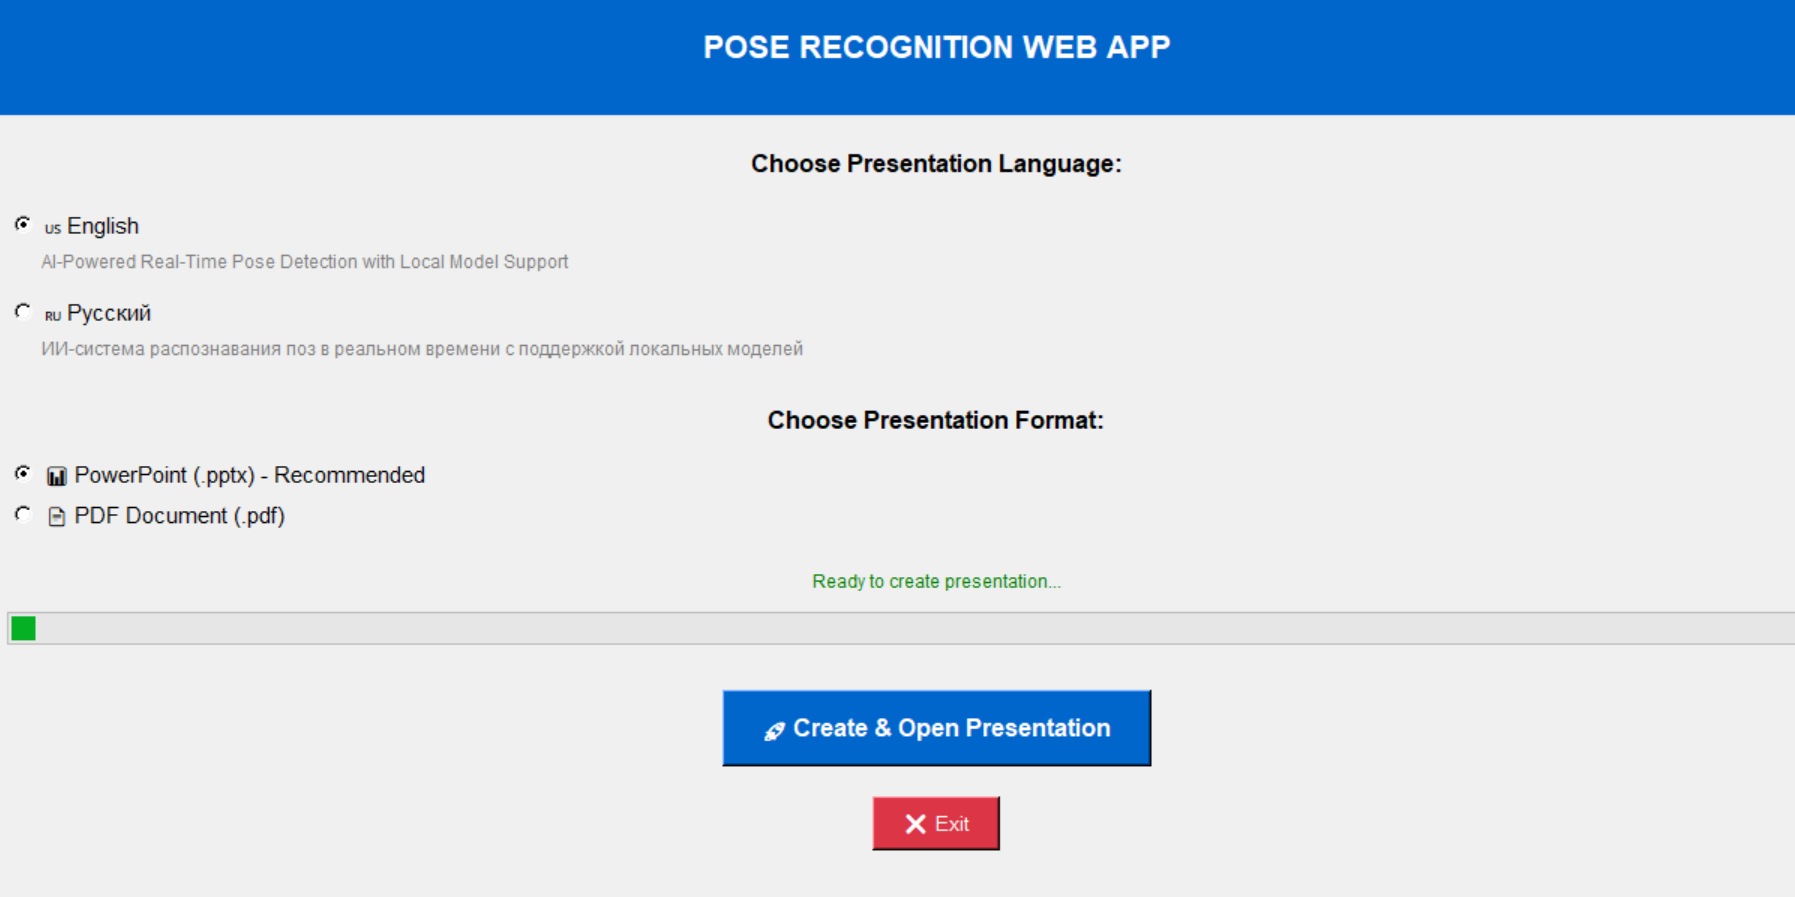 POSE RECOGNITION WEB APP
Choose Presentation Language:
US English
AI-Powered Real-Time Pose Detection with Local Model Support
RU Русский
ИИ-система распознавания поз в реальном времени с поддержкой локальных моделей
Choose Presentation Format:
PowerPoint (.pptx) - Recommended
PDF Document (.pdf)
Ready to create presentation...
Create & Open Presentation
Exit